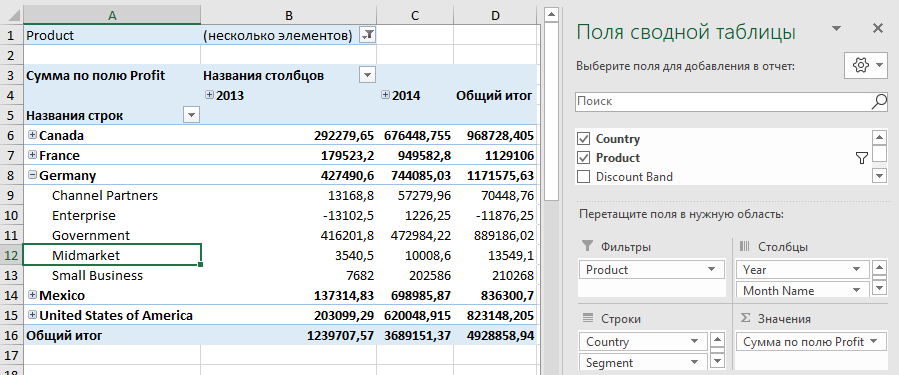 A B C D
1 Product (несколько элементов)
2
3 Сумма по полю Profit Названия столбцов
4 2013 2014 Общий итог
5 Названия строк
6 Canada 292279,65 676448,755 968728,405
7 France 179523,2 949582,8 1129106
8 Germany 427490,6 744085,03 1171575,63
9 Channel Partners 13168,8 57279,96 70448,76
10 Enterprise -13102,5 1226,25 -11876,25
11 Government 416201,8 472984,22 889186,02
12 Midmarket 3540,5 10008,6 13549,1
13 Small Business 7682 202586 210268
14 Mexico 137314,83 698985,87 836300,7
15 United States of America 203099,29 620048,915 823148,205
16 Общий итог 1239707,57 3689151,37 4928858,94
17
Поля сводной таблицы
Выберите поля для добавления в отчет:
Поиск
Country
Product
Discount Band
Перетащите поля в нужную область:
Фильтры
Product
Столбцы
Year
Month Name
Строки
Country
Segment
Σ Значения
Сумма по полю Profit